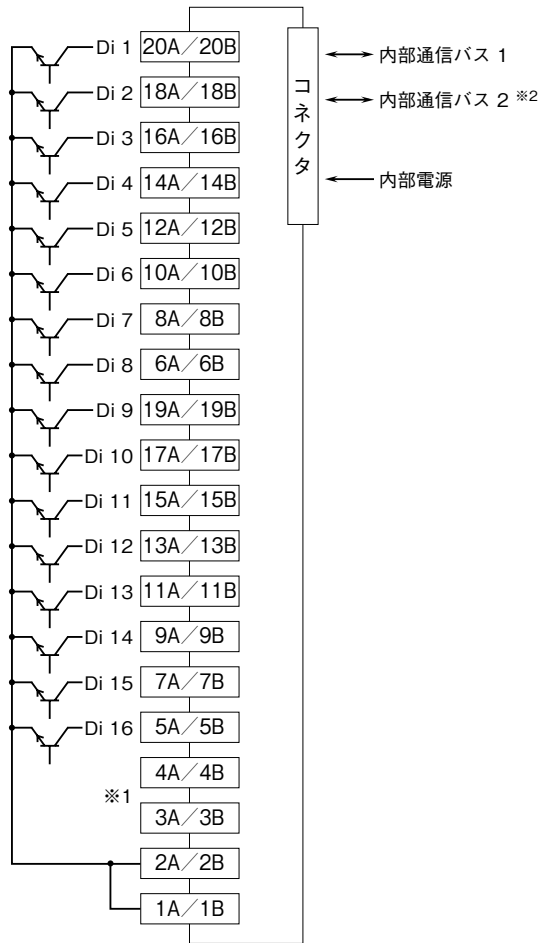 Di 1 20A／20B
Di 2 18A／18B
Di 3 16A／16B
Di 4 14A／14B
Di 5 12A／12B
Di 6 10A／10B
Di 7 8A／8B
Di 8 6A／6B
Di 9 19A／19B
Di 10 17A／17B
Di 11 15A／15B
Di 12 13A／13B
Di 13 11A／11B
Di 14 9A／9B
Di 15 7A／7B
Di 16 5A／5B
4A／4B
※1
3A／3B
2A／2B
1A／1B
コネクタ
内部通信バス 1
内部通信バス 2 ※2
内部電源